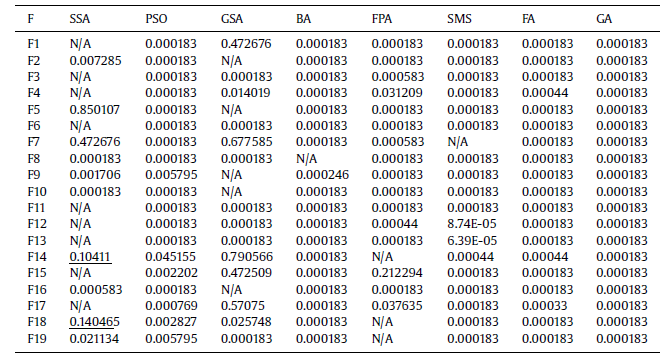 F SSA PSO GSA BA FPA SMS FA GA
F1 N/A 0.000183 0.472676 0.000183 0.000183 0.000183 0.000183 0.000183
F2 0.007285 0.000183 N/A 0.000183 0.000183 0.000183 0.000183 0.000183
F3 N/A 0.000183 0.000183 0.000183 0.000583 0.000183 0.000183 0.000183
F4 N/A 0.000183 0.014019 0.000183 0.031209 0.000183 0.00044 0.000183
F5 0.850107 0.000183 N/A 0.000183 0.000183 0.000183 0.000183 0.000183
F6 N/A 0.000183 0.000183 0.000183 0.000183 0.000183 0.000183 0.000183
F7 0.472676 0.000183 0.677585 0.000183 0.000583 N/A 0.000183 0.000183
F8 0.000183 0.000183 0.000183 N/A 0.000183 0.000183 0.000183 0.000183
F9 0.001706 0.005795 N/A 0.000246 0.000183 0.000183 0.000183 0.000183
F10 0.000183 0.000183 N/A 0.000183 0.000183 0.000183 0.000183 0.000183
F11 N/A 0.000183 0.000183 0.000183 0.000183 0.000183 0.000183 0.000183
F12 N/A 0.000183 0.000183 0.000183 0.00044 8.74E-05 0.000183 0.000183
F13 N/A 0.000183 0.000183 0.000183 0.000183 6.39E-05 0.000183 0.000183
F14 0.10411 0.045155 0.790566 0.000183 N/A 0.00044 0.00044 0.000183
F15 N/A 0.002202 0.472509 0.000183 0.212294 0.000183 0.000183 0.000183
F16 0.000583 0.000183 N/A 0.000183 0.000183 0.000183 0.000183 0.000183
F17 N/A 0.000769 0.57075 0.000183 0.037635 0.000183 0.00033 0.000183
F18 0.140465 0.002827 0.025748 0.000183 N/A 0.000183 0.000183 0.000183
F19 0.021134 0.005795 0.000183 0.000183 N/A 0.000183 0.000183 0.000183